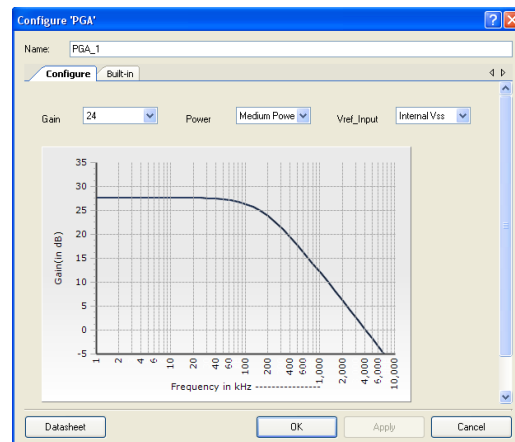 Configure 'PGA'
Name: PGA_1
Configure Built-in
Gain 24 Power Medium Powe Vref_Input Internal Vss
35
30
25
20
15
10
5
0
-5
Gain(in dB)
1 2 4 6 10 20 40 60 100 200 400 600 1,000 2,000 4,000 6,000 10,000
Frequency in kHz ----------------
Datasheet OK Apply Cancel